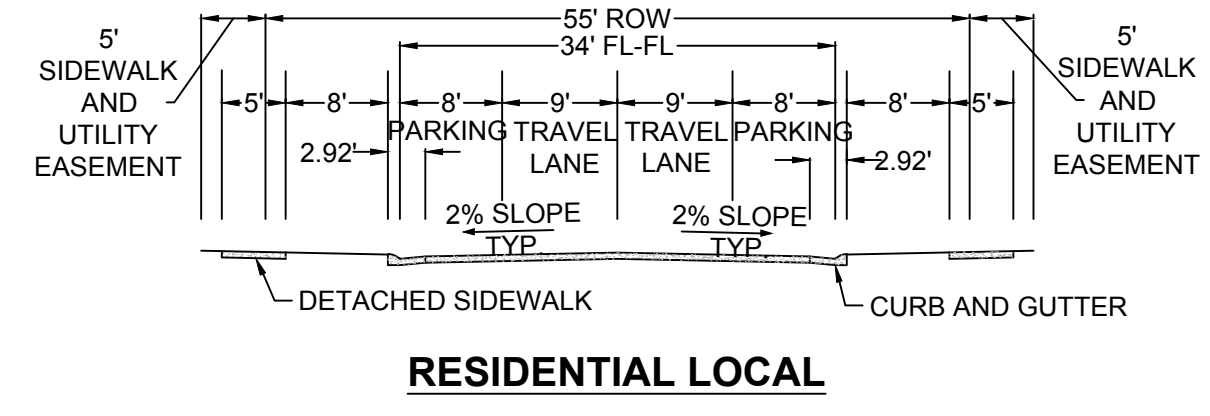 55' ROW
34' FL-FL
5'
SIDEWALK
AND
UTILITY
EASEMENT
5'
SIDEWALK
AND
UTILITY
EASEMENT
5' 8' 8' 9' 9' 8' 8' 5'
PARKING TRAVEL TRAVEL PARKING
LANE LANE
2.92' 2.92'
2% SLOPE 2% SLOPE
TYP. TYP.
DETACHED SIDEWALK
CURB AND GUTTER
RESIDENTIAL LOCAL